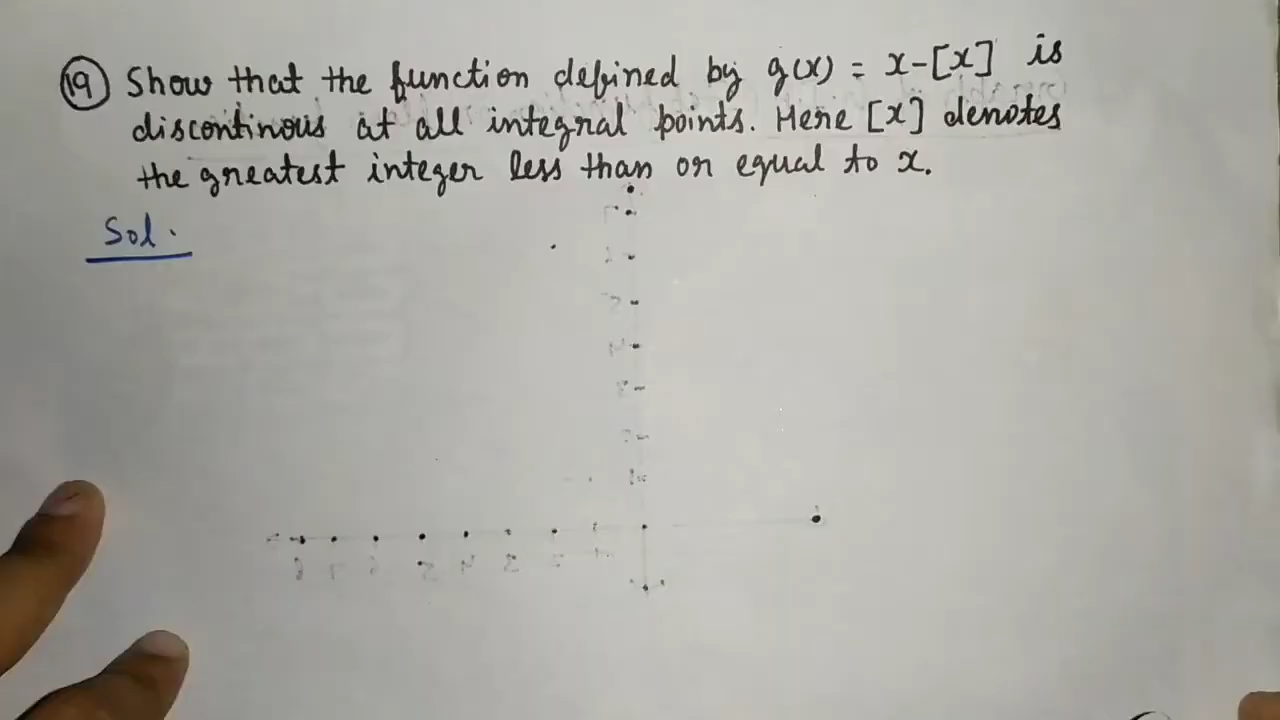 19 Show that the function defined by g(x) = x-[x] is
discontinous at all integral points. Here [x] denotes
the greatest integer less than or equal to x.
Sol.